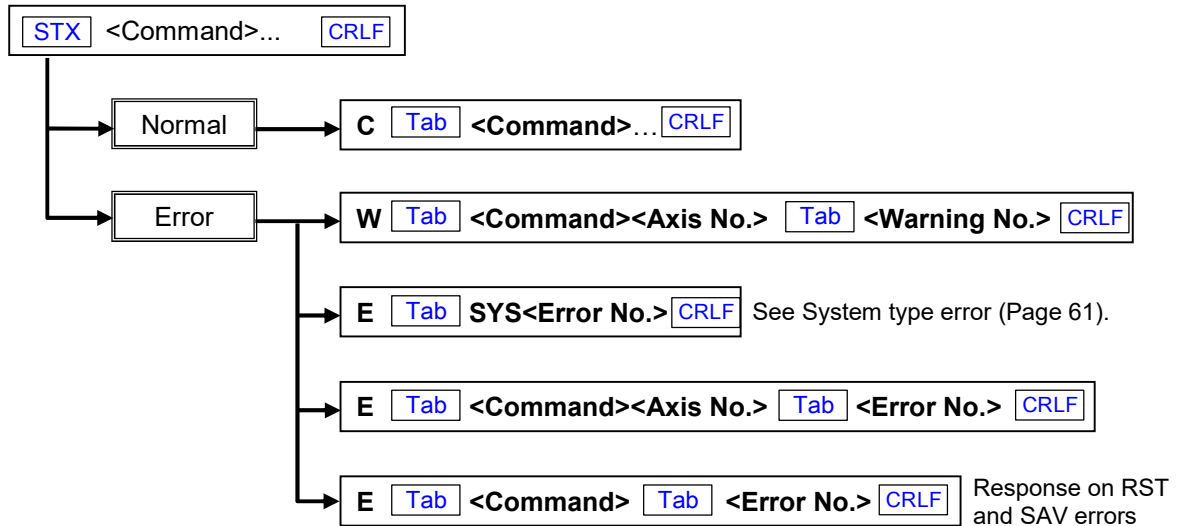 STX <Command>... CRLF
Normal
C Tab <Command>... CRLF
Error
W Tab <Command><Axis No.> Tab <Warning No.> CRLF
E Tab SYS<Error No.> CRLF See System type error (Page 61).
E Tab <Command><Axis No.> Tab <Error No.> CRLF
E Tab <Command> Tab <Error No.> CRLF
Response on RST
and SAV errors